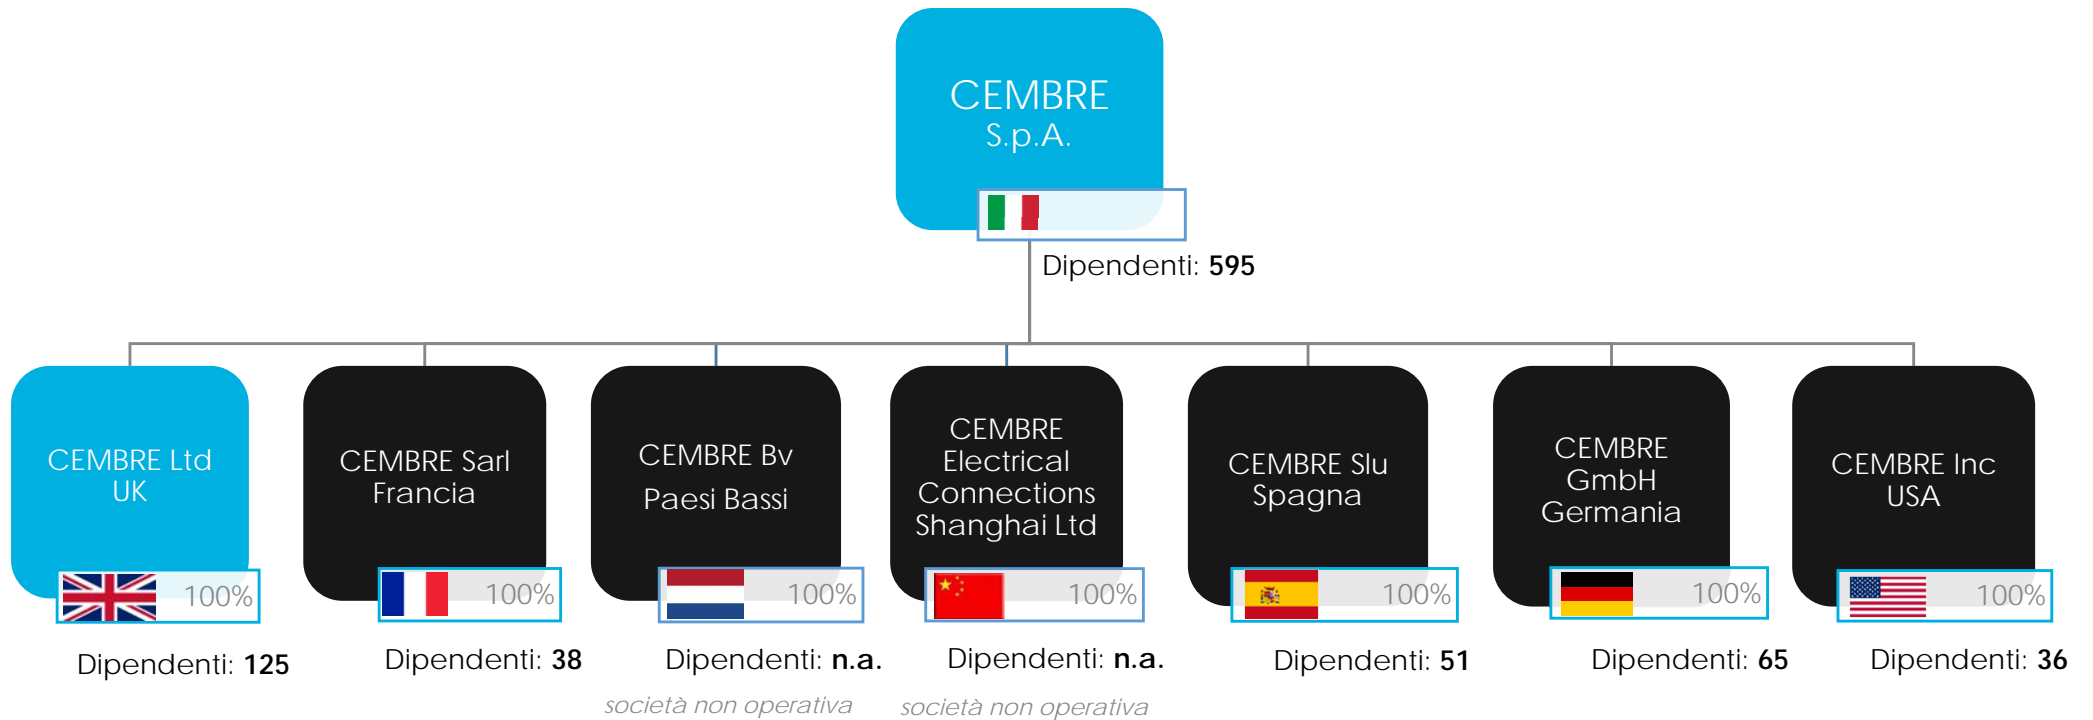 CEMBRE
S.p.A.
Dipendenti: 595
CEMBRE Ltd
UK
100%
Dipendenti: 125
CEMBRE Sarl
Francia
100%
Dipendenti: 38
CEMBRE Bv
Paesi Bassi
100%
Dipendenti: n.a.
società non operativa
CEMBRE
Electrical
Connections
Shanghai Ltd
100%
Dipendenti: n.a.
società non operativa
CEMBRE Slu
Spagna
100%
Dipendenti: 51
CEMBRE
GmbH
Germania
100%
Dipendenti: 65
CEMBRE Inc
USA
100%
Dipendenti: 36